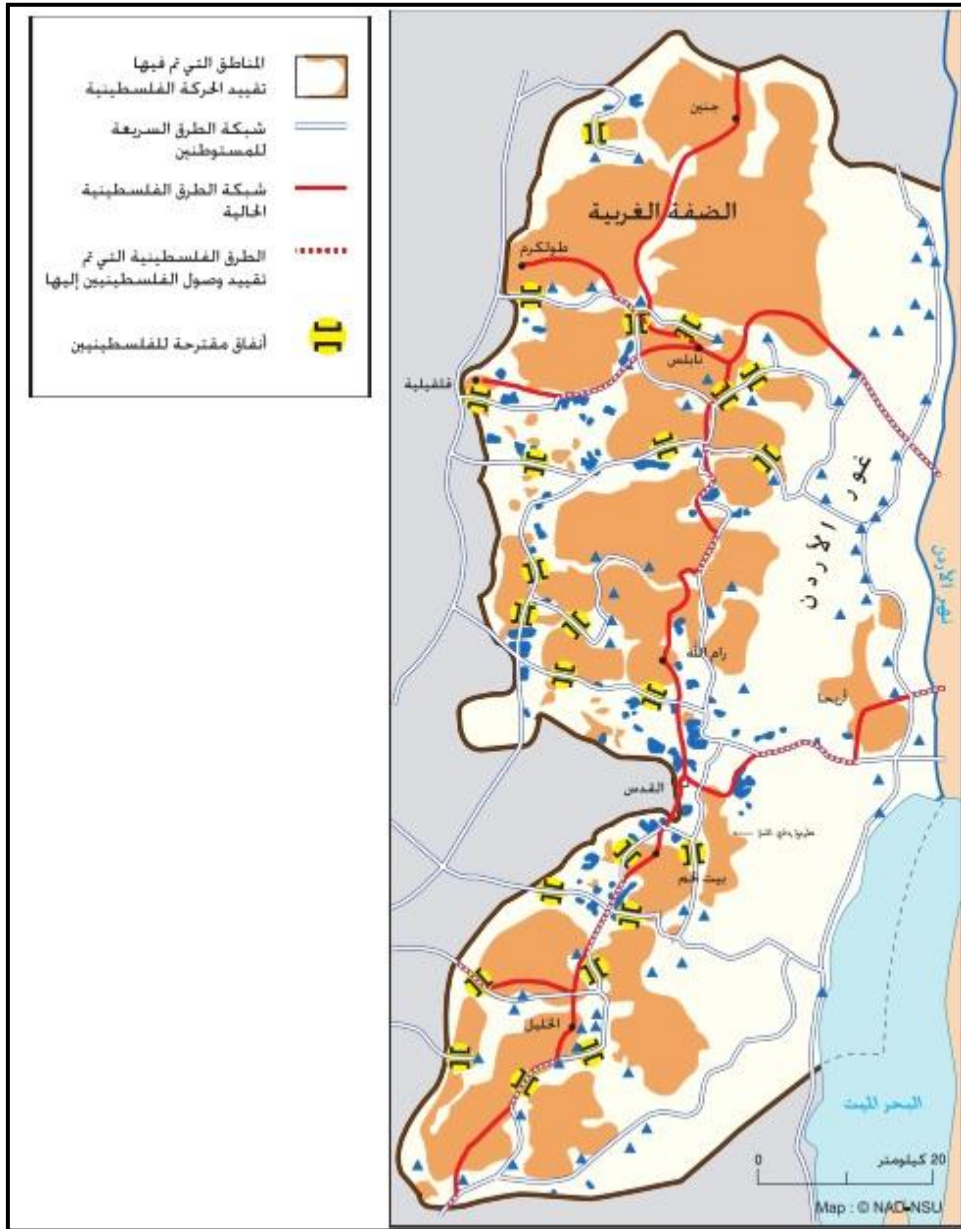 المناطق التي تم فيها
تقييد الحركة الفلسطينية
شبكة الطرق السريعة
للمستوطنين
شبكة الطرق الفلسطينية
الحالية
الطرق الفلسطينية التي تم
تقييد وصول الفلسطينيين إليها
أنفاق مقترحة للفلسطينيين
جنين
الضفة الغربية
طولكرم
نابلس
قلقيلية
غور الأردن
نهر الأردن
رام الله
أريحا
القدس
بيت لحم
الخليل
البحر الميت
0
20 كيلومتر
Map : © NAD-NSU